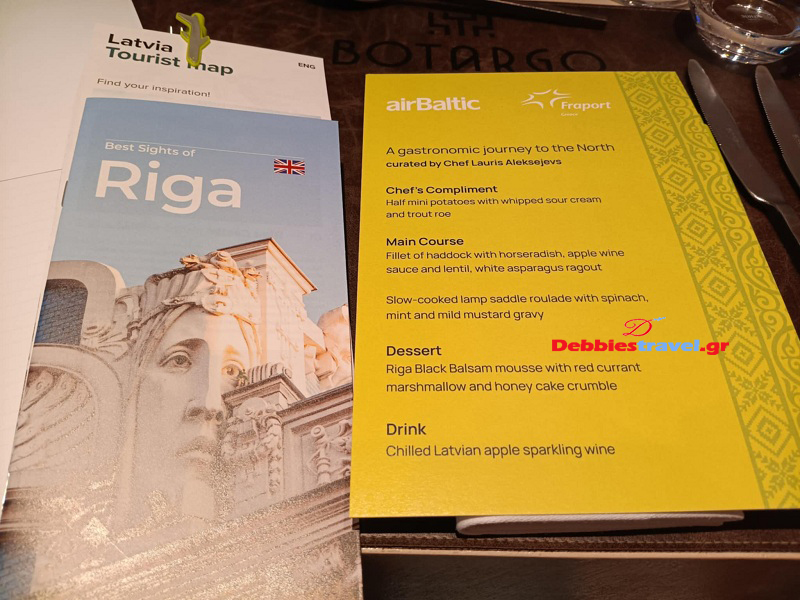 Latvia
Tourist map
ENG
Find your inspiration!
Best Sights of
Riga
BOTARGO
airBaltic
Fraport
A gastronomic journey to the North
curated by Chef Lauris Aleksejevs
Chef's Compliment
Half mini potatoes with whipped sour cream
and trout roe
Main Course
Fillet of haddock with horseradish, apple wine
sauce and lentil, white asparagus ragout
Slow-cooked lamp saddle roulade with spinach,
mint and mild mustard gravy
Dessert
Riga Black Balsam mousse with red currant
marshmallow and honey cake crumble
Drink
Chilled Latvian apple sparkling wine
Debbiestravel.gr